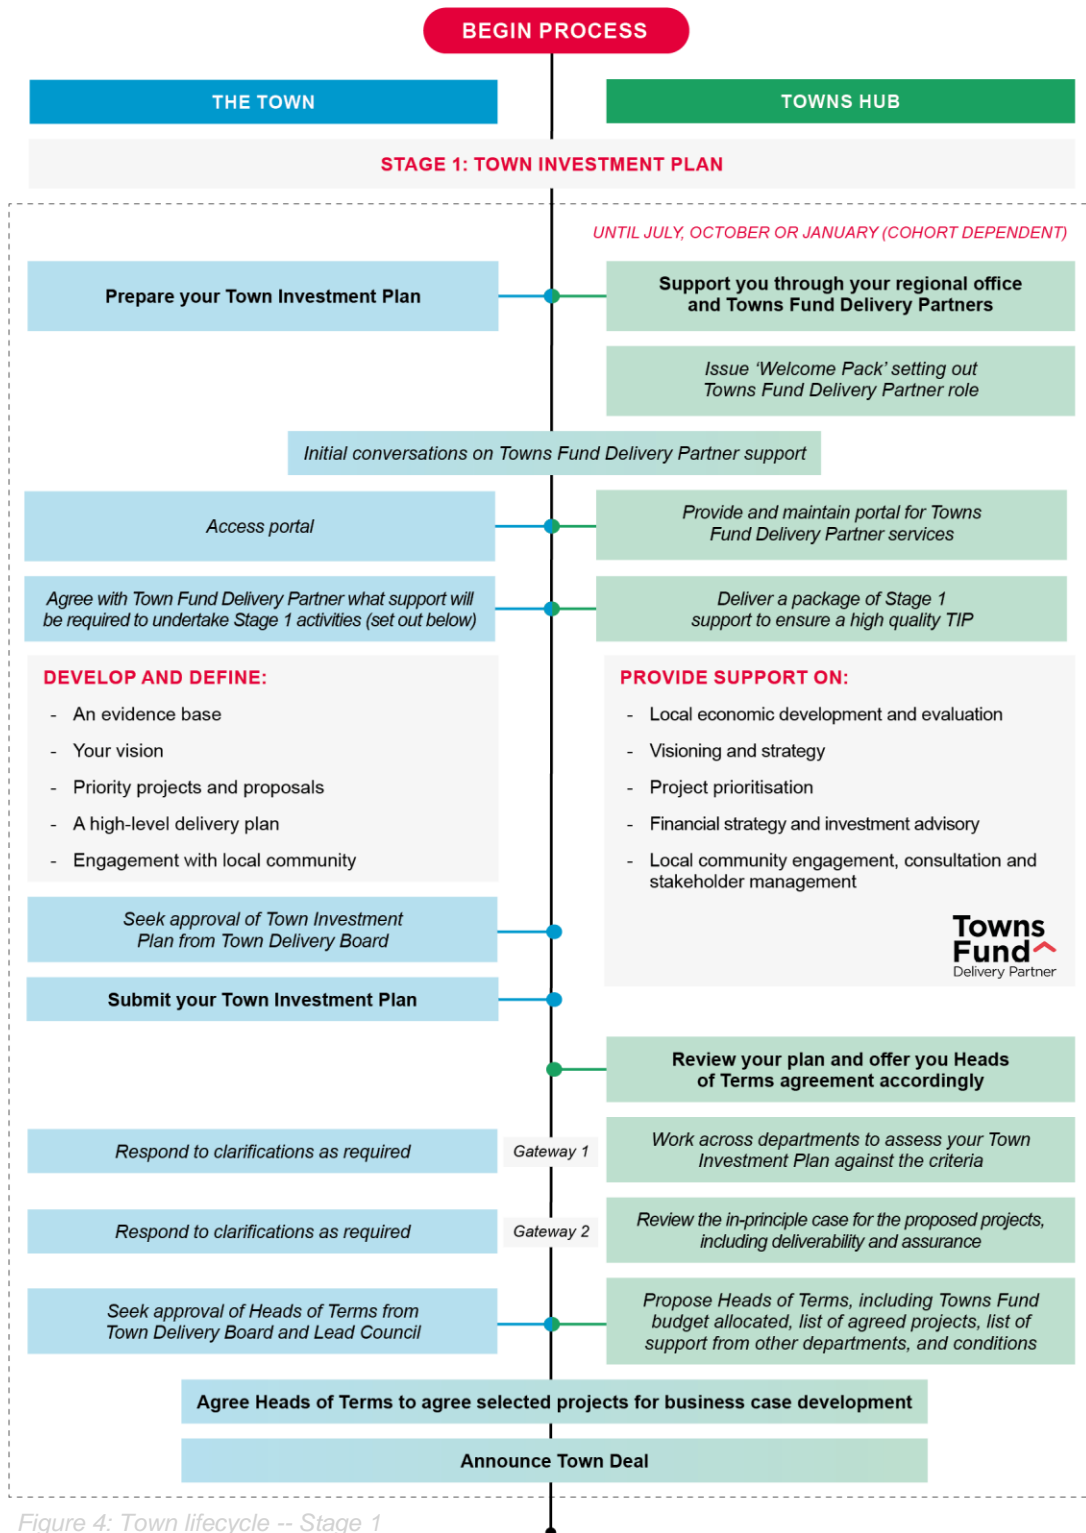 BEGIN PROCESS
THE TOWN
TOWNS HUB
STAGE 1: TOWN INVESTMENT PLAN
UNTIL JULY, OCTOBER OR JANUARY (COHORT DEPENDENT)
Prepare your Town Investment Plan
Support you through your regional office
and Towns Fund Delivery Partners
Issue ‘Welcome Pack’ setting out
Towns Fund Delivery Partner role
Initial conversations on Towns Fund Delivery Partner support
Access portal
Provide and maintain portal for Towns
Fund Delivery Partner services
Agree with Town Fund Delivery Partner what support will
be required to undertake Stage 1 activities (set out below)
Deliver a package of Stage 1
support to ensure a high quality TIP
DEVELOP AND DEFINE:
- An evidence base
- Your vision
- Priority projects and proposals
- A high-level delivery plan
- Engagement with local community
PROVIDE SUPPORT ON:
- Local economic development and evaluation
- Visioning and strategy
- Project prioritisation
- Financial strategy and investment advisory
- Local community engagement, consultation and
stakeholder management
Towns
Fund
Delivery Partner
Seek approval of Town Investment
Plan from Town Delivery Board
Submit your Town Investment Plan
Review your plan and offer you Heads
of Terms agreement accordingly
Respond to clarifications as required
Gateway 1
Work across departments to assess your Town
Investment Plan against the criteria
Respond to clarifications as required
Gateway 2
Review the in-principle case for the proposed projects,
including deliverability and assurance
Seek approval of Heads of Terms from
Town Delivery Board and Lead Council
Propose Heads of Terms, including Towns Fund
budget allocated, list of agreed projects, list of
support from other departments, and conditions
Agree Heads of Terms to agree selected projects for business case development
Announce Town Deal
Figure 4: Town lifecycle -- Stage 1